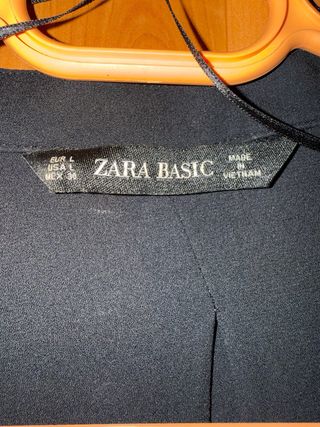 EUR L
USA L
MEX 30
ZARA BASIC
MADE
IN
VIETNAM